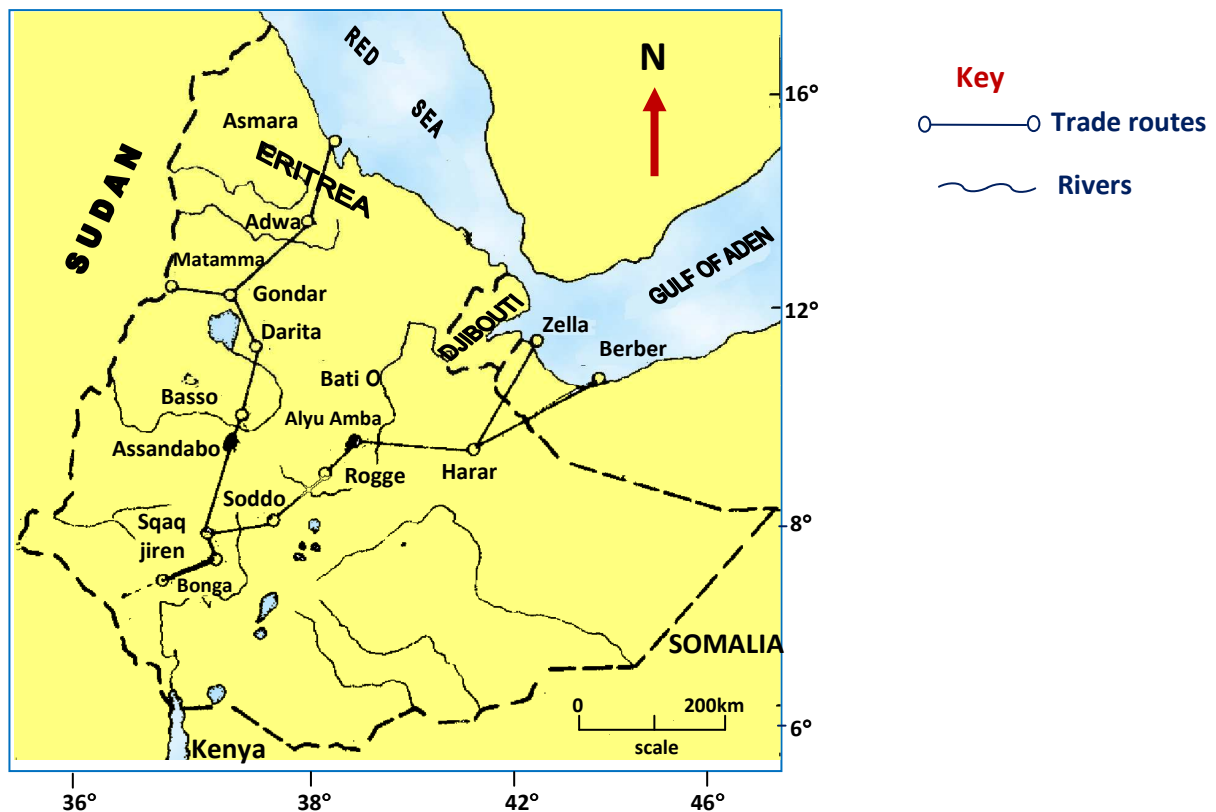 RED
SEA
N
Key
16°
Asmara
Trade routes
ERITREA
SUDAN
Rivers
Adwa
Matamma
Gondar
GULF OF ADEN
12°
Darita
DJIBOUTI
Zella
Berber
Bati O
Basso
Alyu Amba
Assandabo
Rogge
Harar
Soddo
8°
Sqaq
jiren
Bonga
SOMALIA
0 200km
scale
6°
Kenya
36° 38° 42° 46°